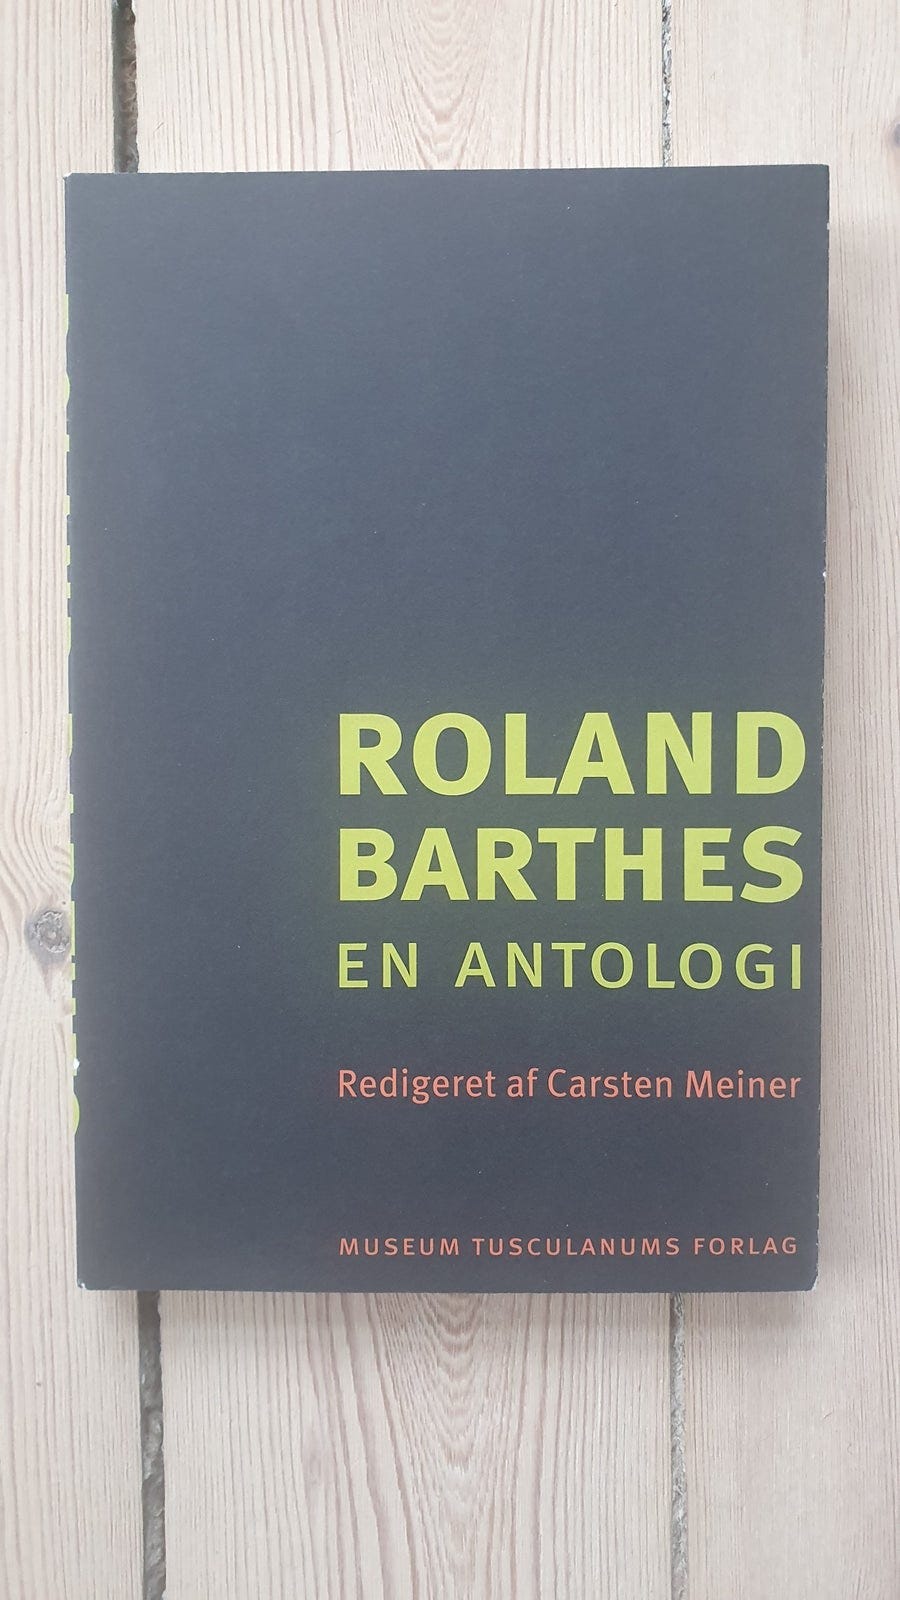 ROLAND
BARTHES
EN ANTOLOGI
Redigeret af Carsten Meiner
MUSEUM TUSCULANUMS FORLAG